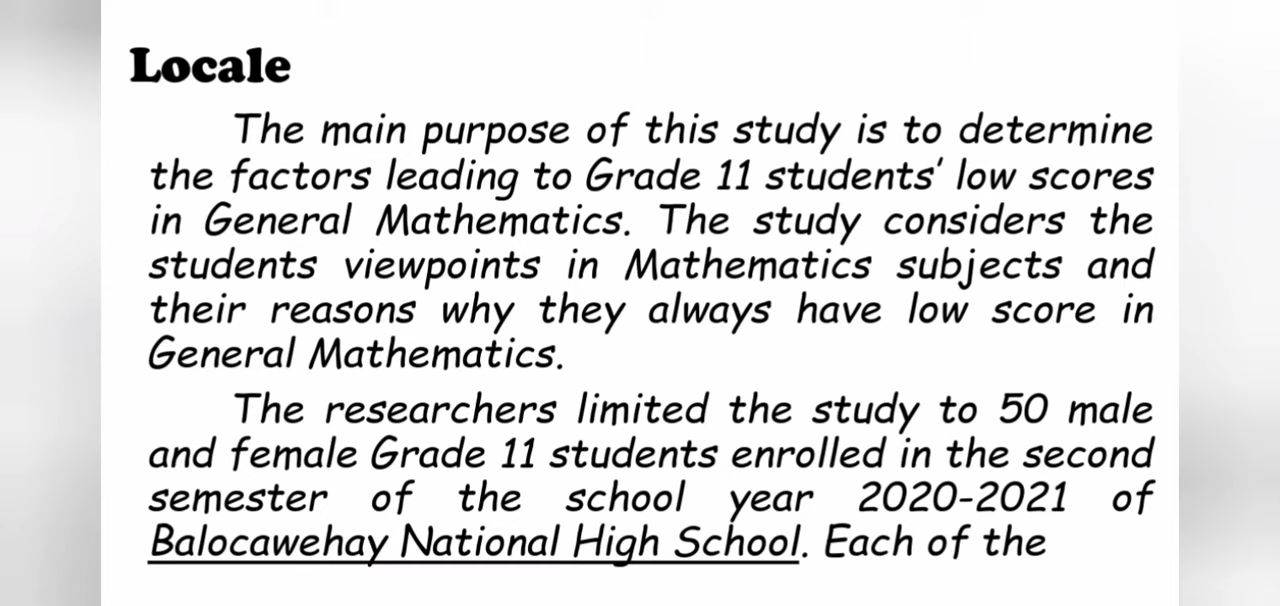 Locale
The main purpose of this study is to determine
the factors leading to Grade 11 students' low scores
in General Mathematics. The study considers the
students viewpoints in Mathematics subjects and
their reasons why they always have low score in
General Mathematics.
The researchers limited the study to 50 male
and female Grade 11 students enrolled in the second
semester of the school year 2020-2021 of
Balocawehay National High School. Each of the